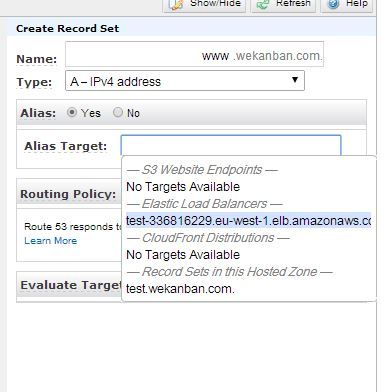 Show/Hide Refresh Help
Create Record Set
Name: www .wekanban.com.
Type: A – IPv4 address
Alias: Yes No
Alias Target:
— S3 Website Endpoints —
No Targets Available
— Elastic Load Balancers —
test-336816229.eu-west-1.elb.amazonaws.co
— CloudFront Distributions —
No Targets Available
— Record Sets in this Hosted Zone —
test.wekanban.com.
Routing Policy:
Route 53 responds to
Learn More
Evaluate Target